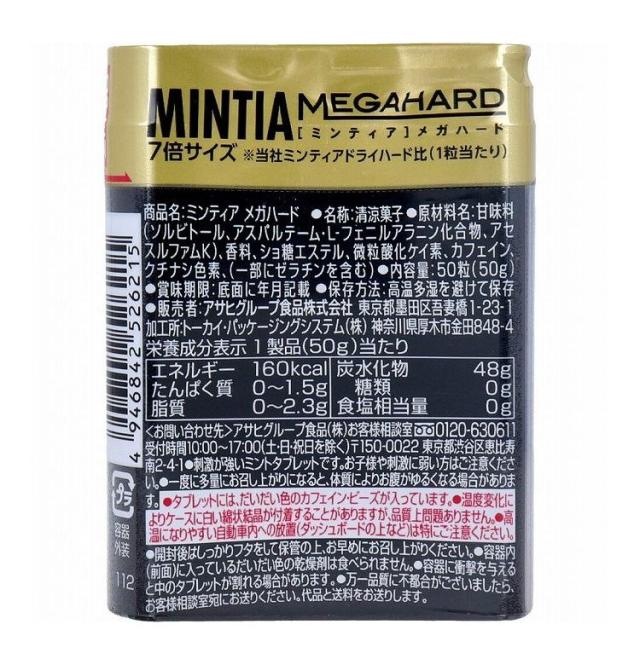 MINTIA MEGAHARD
[ミンティア]メガハード
7倍サイズ ※当社ミンティアドライハード比(1粒当たり)
商品名:ミンティア メガハード ●名称:清涼菓子●原材料名:甘味料
(ソルビトール、アスパルテーム・L-フェニルアラニン化合物、アセ
スルファムK)、香料、ショ糖エステル、微粒酸化ケイ素、カフェイン、
クチナシ色素、(一部にゼラチンを含む)●内容量:50粒(50g)
●賞味期限:底面に年月記載 ●保存方法:高温多湿を避けて保存
●販売者:アサヒグループ食品株式会社 東京都墨田区吾妻橋1-23-1
加工所:トーカイ・パッケージングシステム(株) 神奈川県厚木市金田848-4
栄養成分表示 1製品(50g)当たり
エネルギー 160kcal 炭水化物 48g
たんぱく質 0〜1.5g 糖類 0g
脂質 0〜2.3g 食塩相当量 0g
<お問い合わせ先>アサヒグループ食品(株)お客様相談室 0120-630611
受付時間10:00〜17:00(土・日・祝日を除く)〒150-0022 東京都渋谷区恵比寿
南2-4-1●刺激が強いミントタブレットです。お子様や刺激に弱い方はご注意くださ
い。●一度に多量にお召し上がりになると、体質によりお腹がゆるくなる場合がありま
す。●タブレットには、だいだい色のカフェイン・ビーズが入っています。●温度変化に
よりケースに白い綿状結晶が付着することがありますが、品質上問題ありません。●高
温になりやすい自動車内への放置(ダッシュボードの上など)は特にご注意ください。
●開封後はしっかりフタをして保管の上、お早めにお召し上がりください。●容器内
(前面)に入っているだいだい色の乾燥剤は食べられません。●容器に衝撃を与える
と中のタブレットが割れる場合があります。●万一品質に不都合がございましたら、
お客様相談室宛にお送りください。代品と送料をお送りします。
4 946842 526215
プラ
容器
外装
112